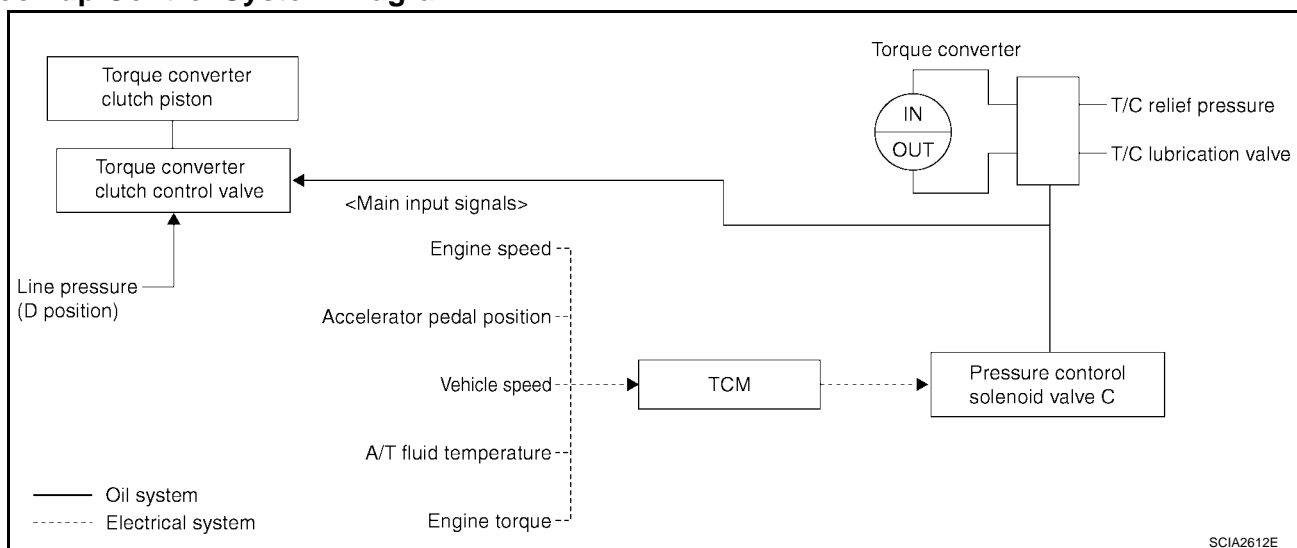 Torque converter
clutch piston
Torque converter
clutch control valve
Line pressure
(D position)
<Main input signals>
Engine speed
Accelerator pedal position
Vehicle speed
A/T fluid temperature
Engine torque
TCM
Pressure contorol
solenoid valve C
Torque converter
IN
OUT
T/C relief pressure
T/C lubrication valve
Oil system
Electrical system
SCIA2612E